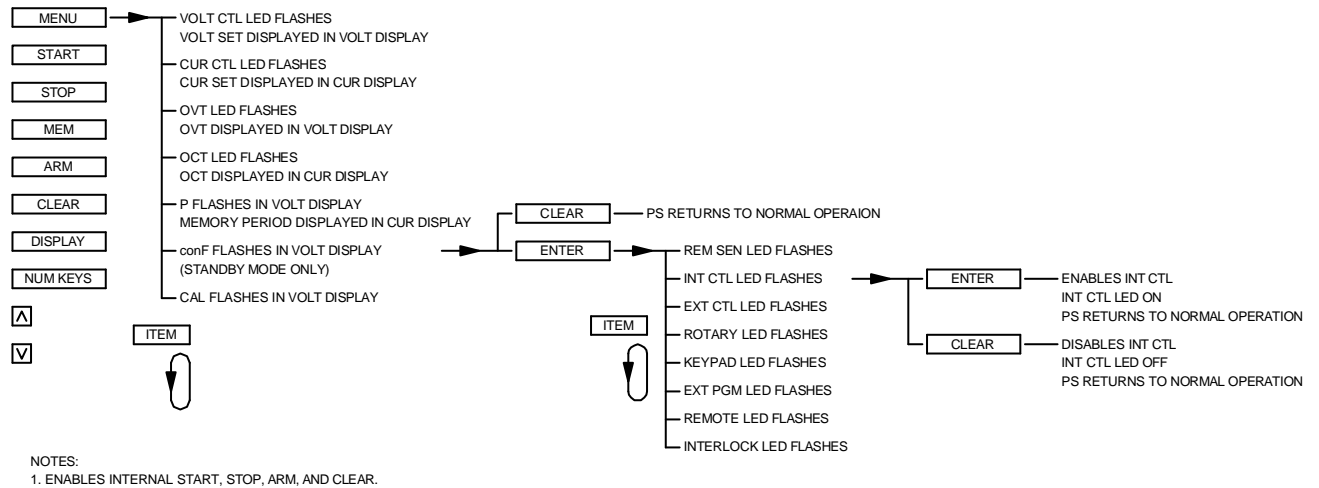 MENU
START
STOP
MEM
ARM
CLEAR
DISPLAY
NUM KEYS
VOLT CTL LED FLASHES
VOLT SET DISPLAYED IN VOLT DISPLAY
CUR CTL LED FLASHES
CUR SET DISPLAYED IN CUR DISPLAY
OVT LED FLASHES
OVT DISPLAYED IN VOLT DISPLAY
OCT LED FLASHES
OCT DISPLAYED IN CUR DISPLAY
P FLASHES IN VOLT DISPLAY
MEMORY PERIOD DISPLAYED IN CUR DISPLAY
conF FLASHES IN VOLT DISPLAY
(STANDBY MODE ONLY)
CAL FLASHES IN VOLT DISPLAY
ITEM
CLEAR
PS RETURNS TO NORMAL OPERAION
ENTER
REM SEN LED FLASHES
INT CTL LED FLASHES
EXT CTL LED FLASHES
ROTARY LED FLASHES
KEYPAD LED FLASHES
EXT PGM LED FLASHES
REMOTE LED FLASHES
INTERLOCK LED FLASHES
ITEM
ENTER
ENABLES INT CTL
INT CTL LED ON
PS RETURNS TO NORMAL OPERATION
CLEAR
DISABLES INT CTL
INT CTL LED OFF
PS RETURNS TO NORMAL OPERATION
NOTES:
1. ENABLES INTERNAL START, STOP, ARM, AND CLEAR.